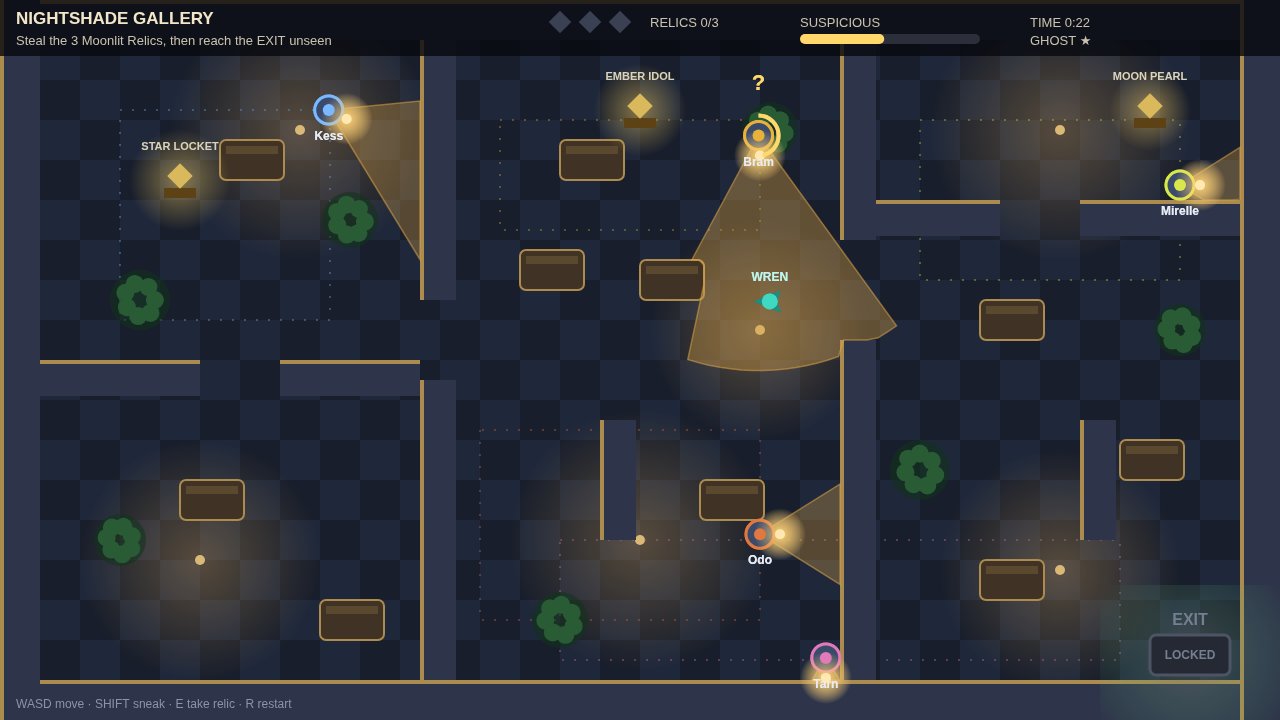 NIGHTSHADE GALLERY
Steal the 3 Moonlit Relics, then reach the EXIT unseen
RELICS 0/3
SUSPICIOUS
TIME 0:22
GHOST ★
EMBER IDOL
?
MOON PEARL
Kess
STAR LOCKET
Bram
Mirelle
WREN
Odo
EXIT
LOCKED
Tarn
WASD move · SHIFT sneak · E take relic · R restart